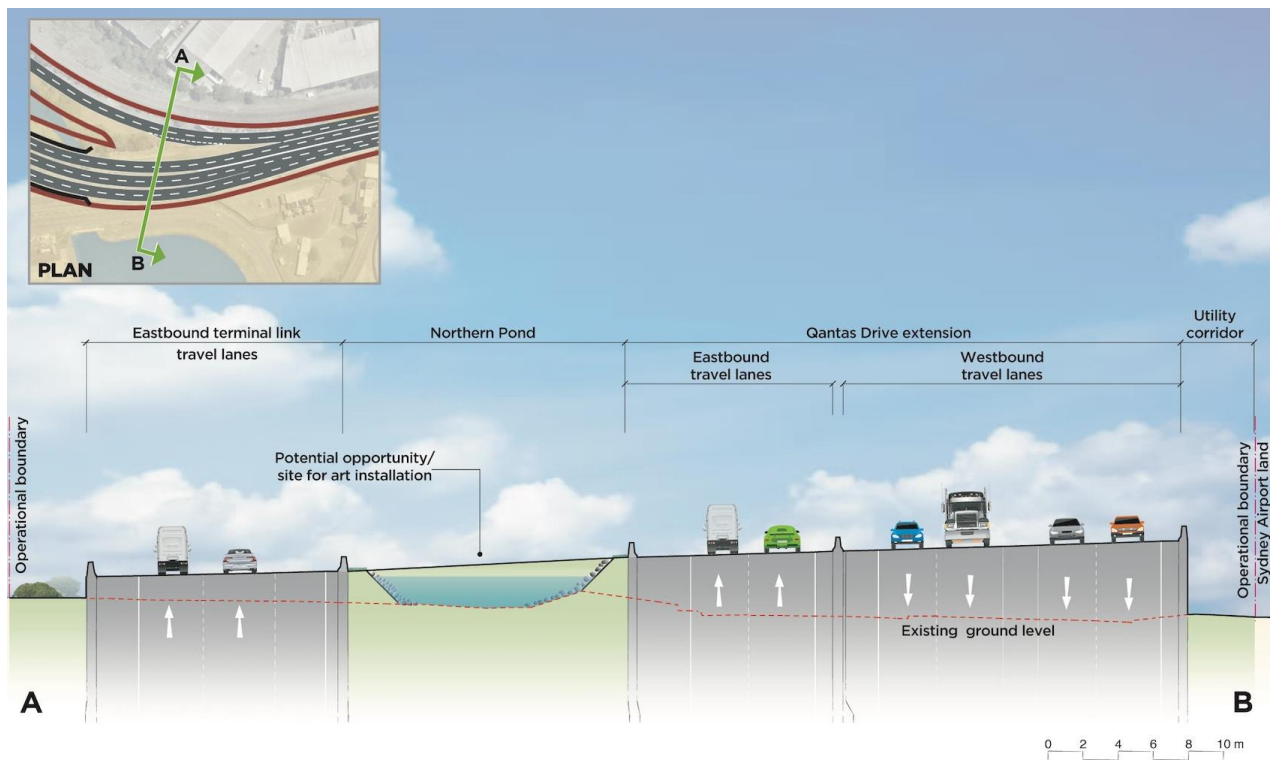 A
B
PLAN
Eastbound terminal link
travel lanes
Northern Pond
Qantas Drive extension
Utility
corridor
Eastbound
travel lanes
Westbound
travel lanes
Operational boundary
Potential opportunity/
site for art installation
Operational boundary
Sydney Airport land
Existing ground level
A
B
0 2 4 6 8 10 m